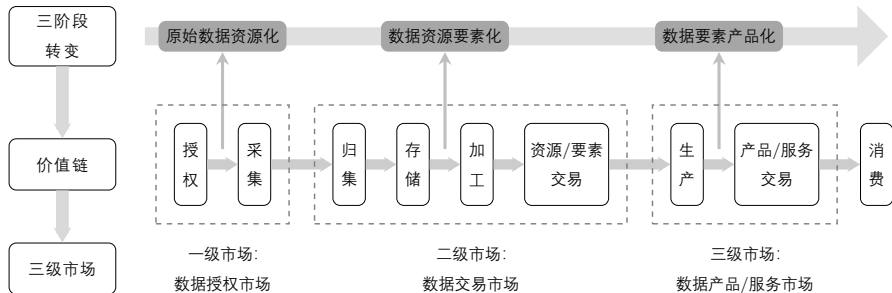 三阶段
转变
原始数据资源化
数据资源要素化
数据要素产品化
价值链
授权
采集
归集
存储
加工
资源/要素
交易
生产
产品/服务
交易
消费
三级市场
一级市场:
数据授权市场
二级市场:
数据交易市场
三级市场:
数据产品/服务市场